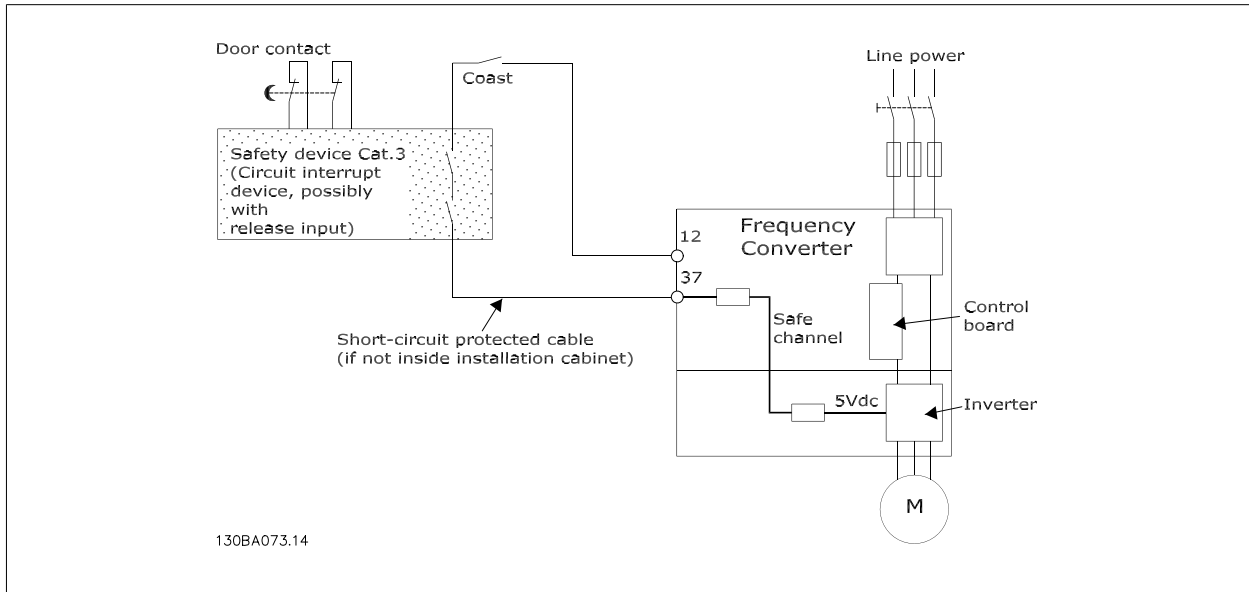 Door contact
Coast
Line power
Safety device Cat.3
(Circuit interrupt
device, possibly
with
release input)
12
Frequency
Converter
37
Safe
channel
Control
board
Short-circuit protected cable
(if not inside installation cabinet)
5Vdc
Inverter
M
130BA073.14